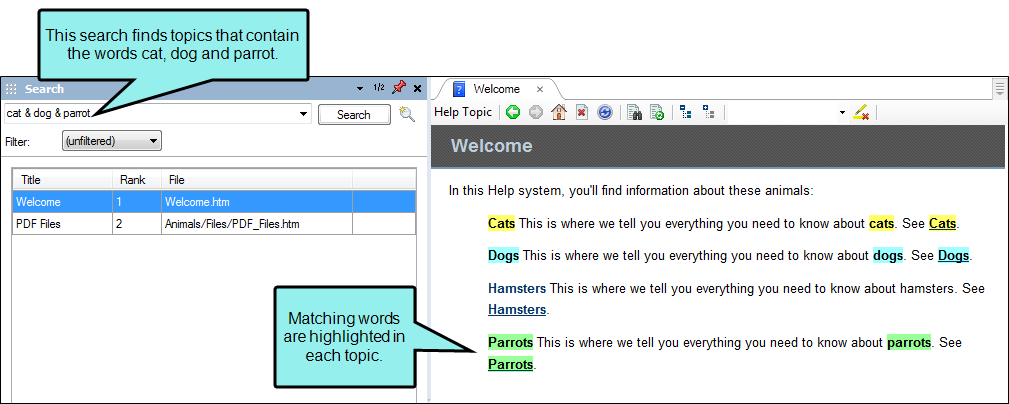 This search finds topics that contain
the words cat, dog and parrot.
Search
1/2
cat & dog & parrot
Search
Filter:
(unfiltered)
Title Rank File
Welcome 1 Welcome.htm
PDF Files 2 Animals/Files/PDF_Files.htm
Welcome
Help Topic
Welcome
In this Help system, you'll find information about these animals:
Cats This is where we tell you everything you need to know about cats. See Cats.
Dogs This is where we tell you everything you need to know about dogs. See Dogs.
Hamsters This is where we tell you everything you need to know about hamsters. See
Hamsters.
Parrots This is where we tell you everything you need to know about parrots. See
Parrots.
Matching words
are highlighted in
each topic.